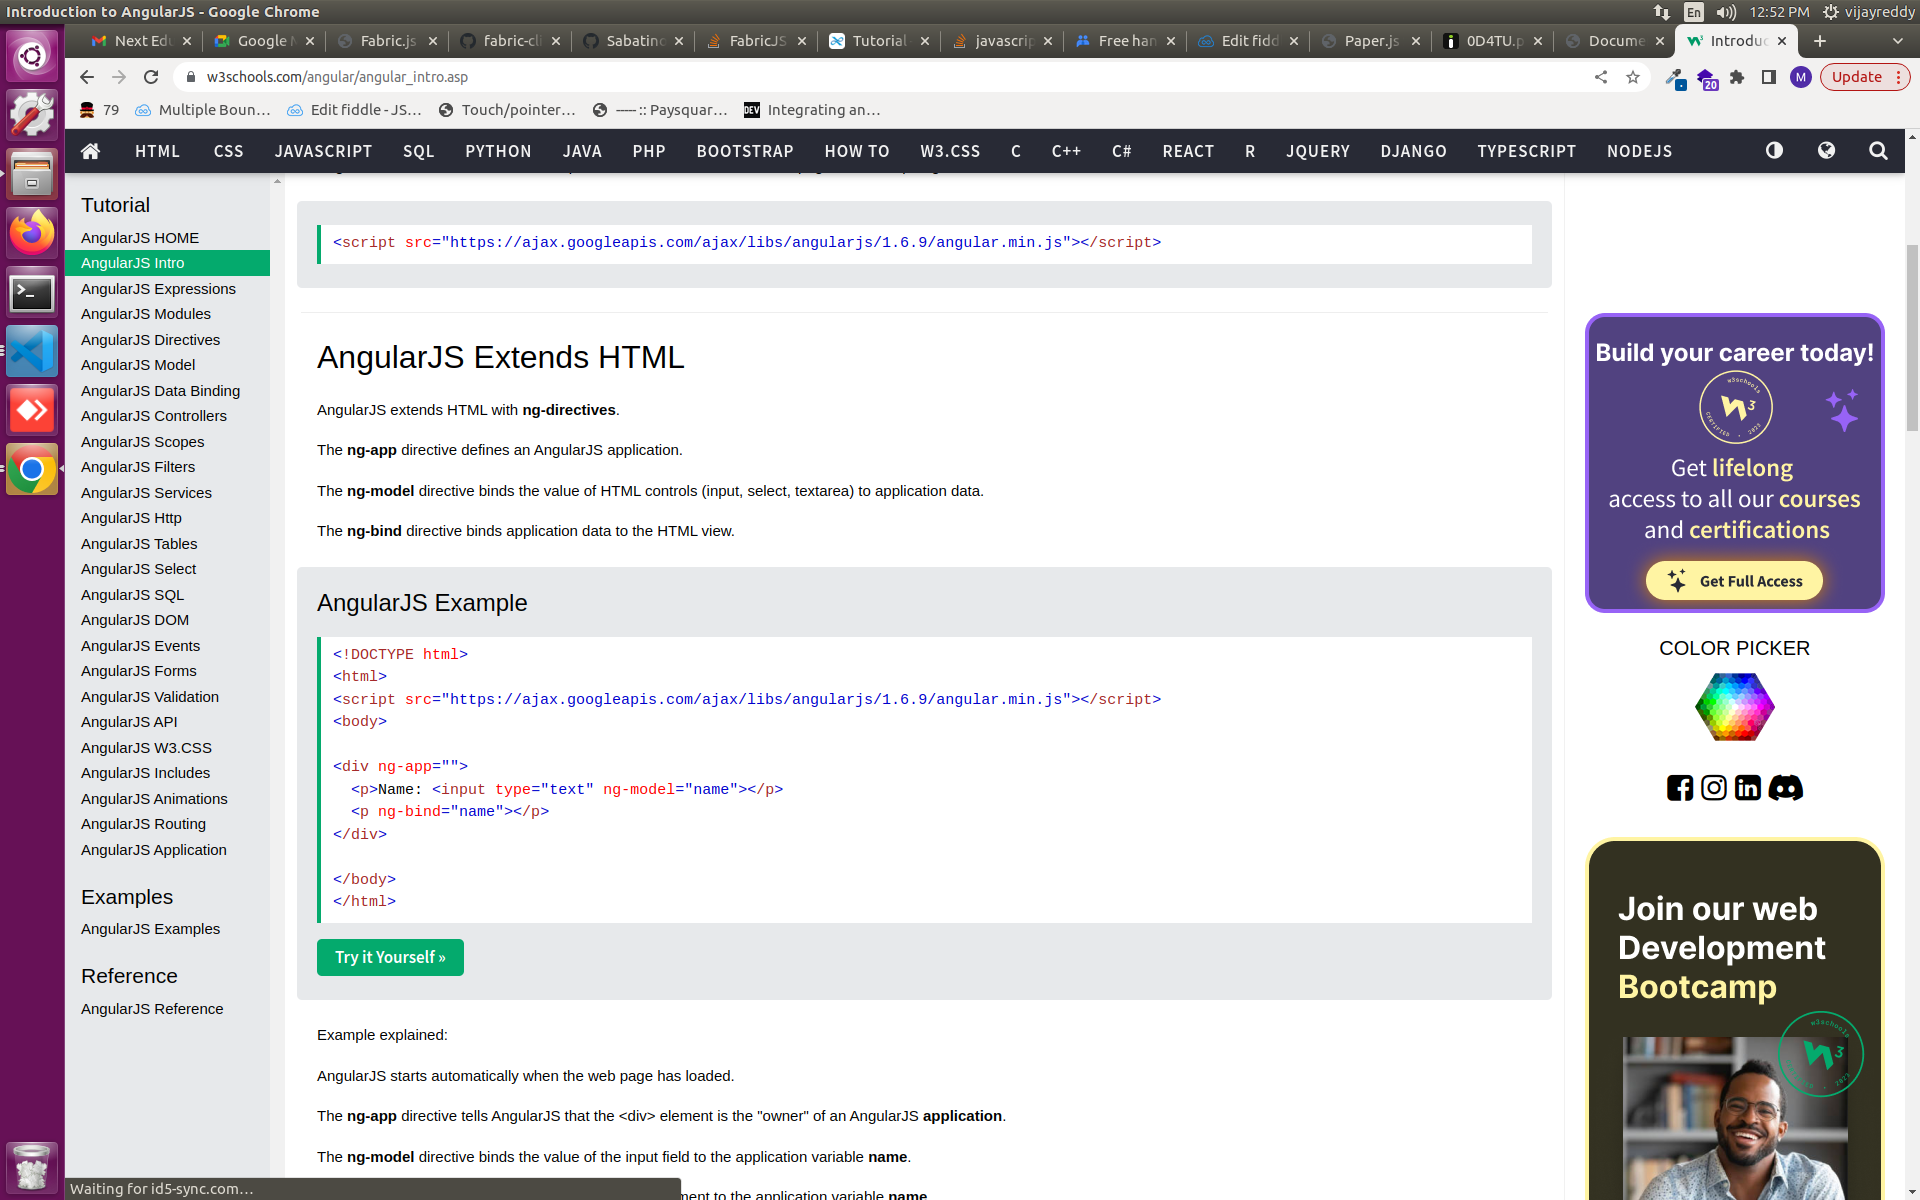 Introduction to AngularJS - Google Chrome
En
12:52 PM
vijayreddy
Next Edu
Google M
Fabric.js
fabric-cli
Sabatino
FabricJS
Tutorial
javascrip
Free han
Edit fidd
Paper.js
0D4TU.p
Docume
Introduc
w3schools.com/angular/angular_intro.asp
20
M
Update
79
Multiple Boun...
Edit fiddle - JS...
Touch/pointer...
----- :: Paysquar...
DEV
Integrating an...
HTML
CSS
JAVASCRIPT
SQL
PYTHON
JAVA
PHP
BOOTSTRAP
HOW TO
W3.CSS
C
C++
C#
REACT
R
JQUERY
DJANGO
TYPESCRIPT
NODEJS
Tutorial
AngularJS HOME
AngularJS Intro
AngularJS Expressions
AngularJS Modules
AngularJS Directives
AngularJS Model
AngularJS Data Binding
AngularJS Controllers
AngularJS Scopes
AngularJS Filters
AngularJS Services
AngularJS Http
AngularJS Tables
AngularJS Select
AngularJS SQL
AngularJS DOM
AngularJS Events
AngularJS Forms
AngularJS Validation
AngularJS API
AngularJS W3.CSS
AngularJS Includes
AngularJS Animations
AngularJS Routing
AngularJS Application
Examples
AngularJS Examples
Reference
AngularJS Reference
<script src="https://ajax.googleapis.com/ajax/libs/angularjs/1.6.9/angular.min.js"></script>
AngularJS Extends HTML
AngularJS extends HTML with ng-directives.
The ng-app directive defines an AngularJS application.
The ng-model directive binds the value of HTML controls (input, select, textarea) to application data.
The ng-bind directive binds application data to the HTML view.
AngularJS Example
<!DOCTYPE html>
<html>
<script src="https://ajax.googleapis.com/ajax/libs/angularjs/1.6.9/angular.min.js"></script>
<body>
<div ng-app="">
<p>Name: <input type="text" ng-model="name"></p>
<p ng-bind="name"></p>
</div>
</body>
</html>
Try it Yourself »
Example explained:
AngularJS starts automatically when the web page has loaded.
The ng-app directive tells AngularJS that the <div> element is the "owner" of an AngularJS application.
The ng-model directive binds the value of the input field to the application variable name.
ment to the application variable name
Waiting for id5-sync.com...
Build your career today!
w3schools
CERTIFIED . 2023
Get lifelong
access to all our courses
and certifications
Get Full Access
COLOR PICKER
Join our web
Development
Bootcamp
w3schools